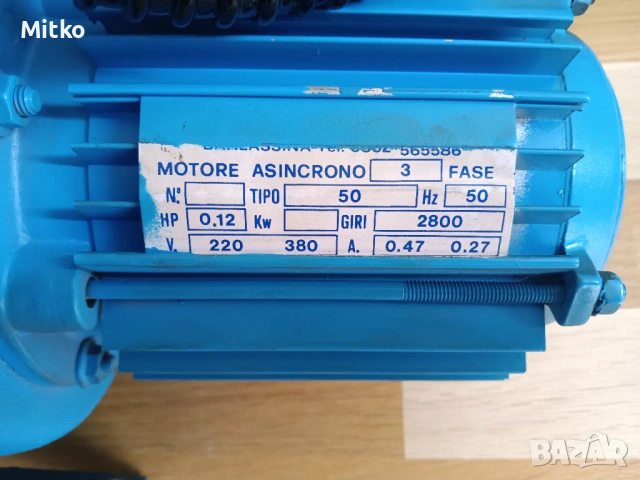 Mitko
565586
MOTORE ASINCRONO 3 FASE
N.º TIPO 50 Hz 50
HP 0.12 Kw GIRI 2800
V. 220 380 A. 0.47 0.27
BAZAR